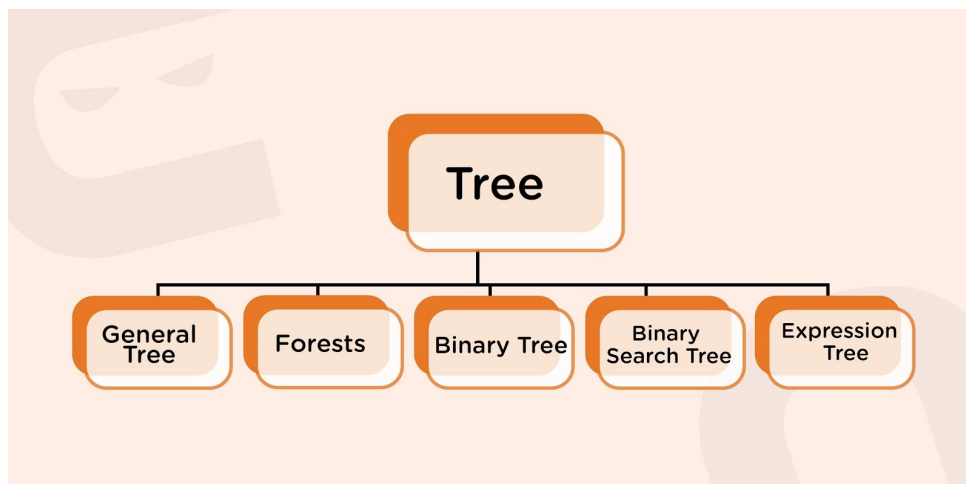 Tree
General
Tree
Forests
Binary Tree
Binary
Search Tree
Expression
Tree